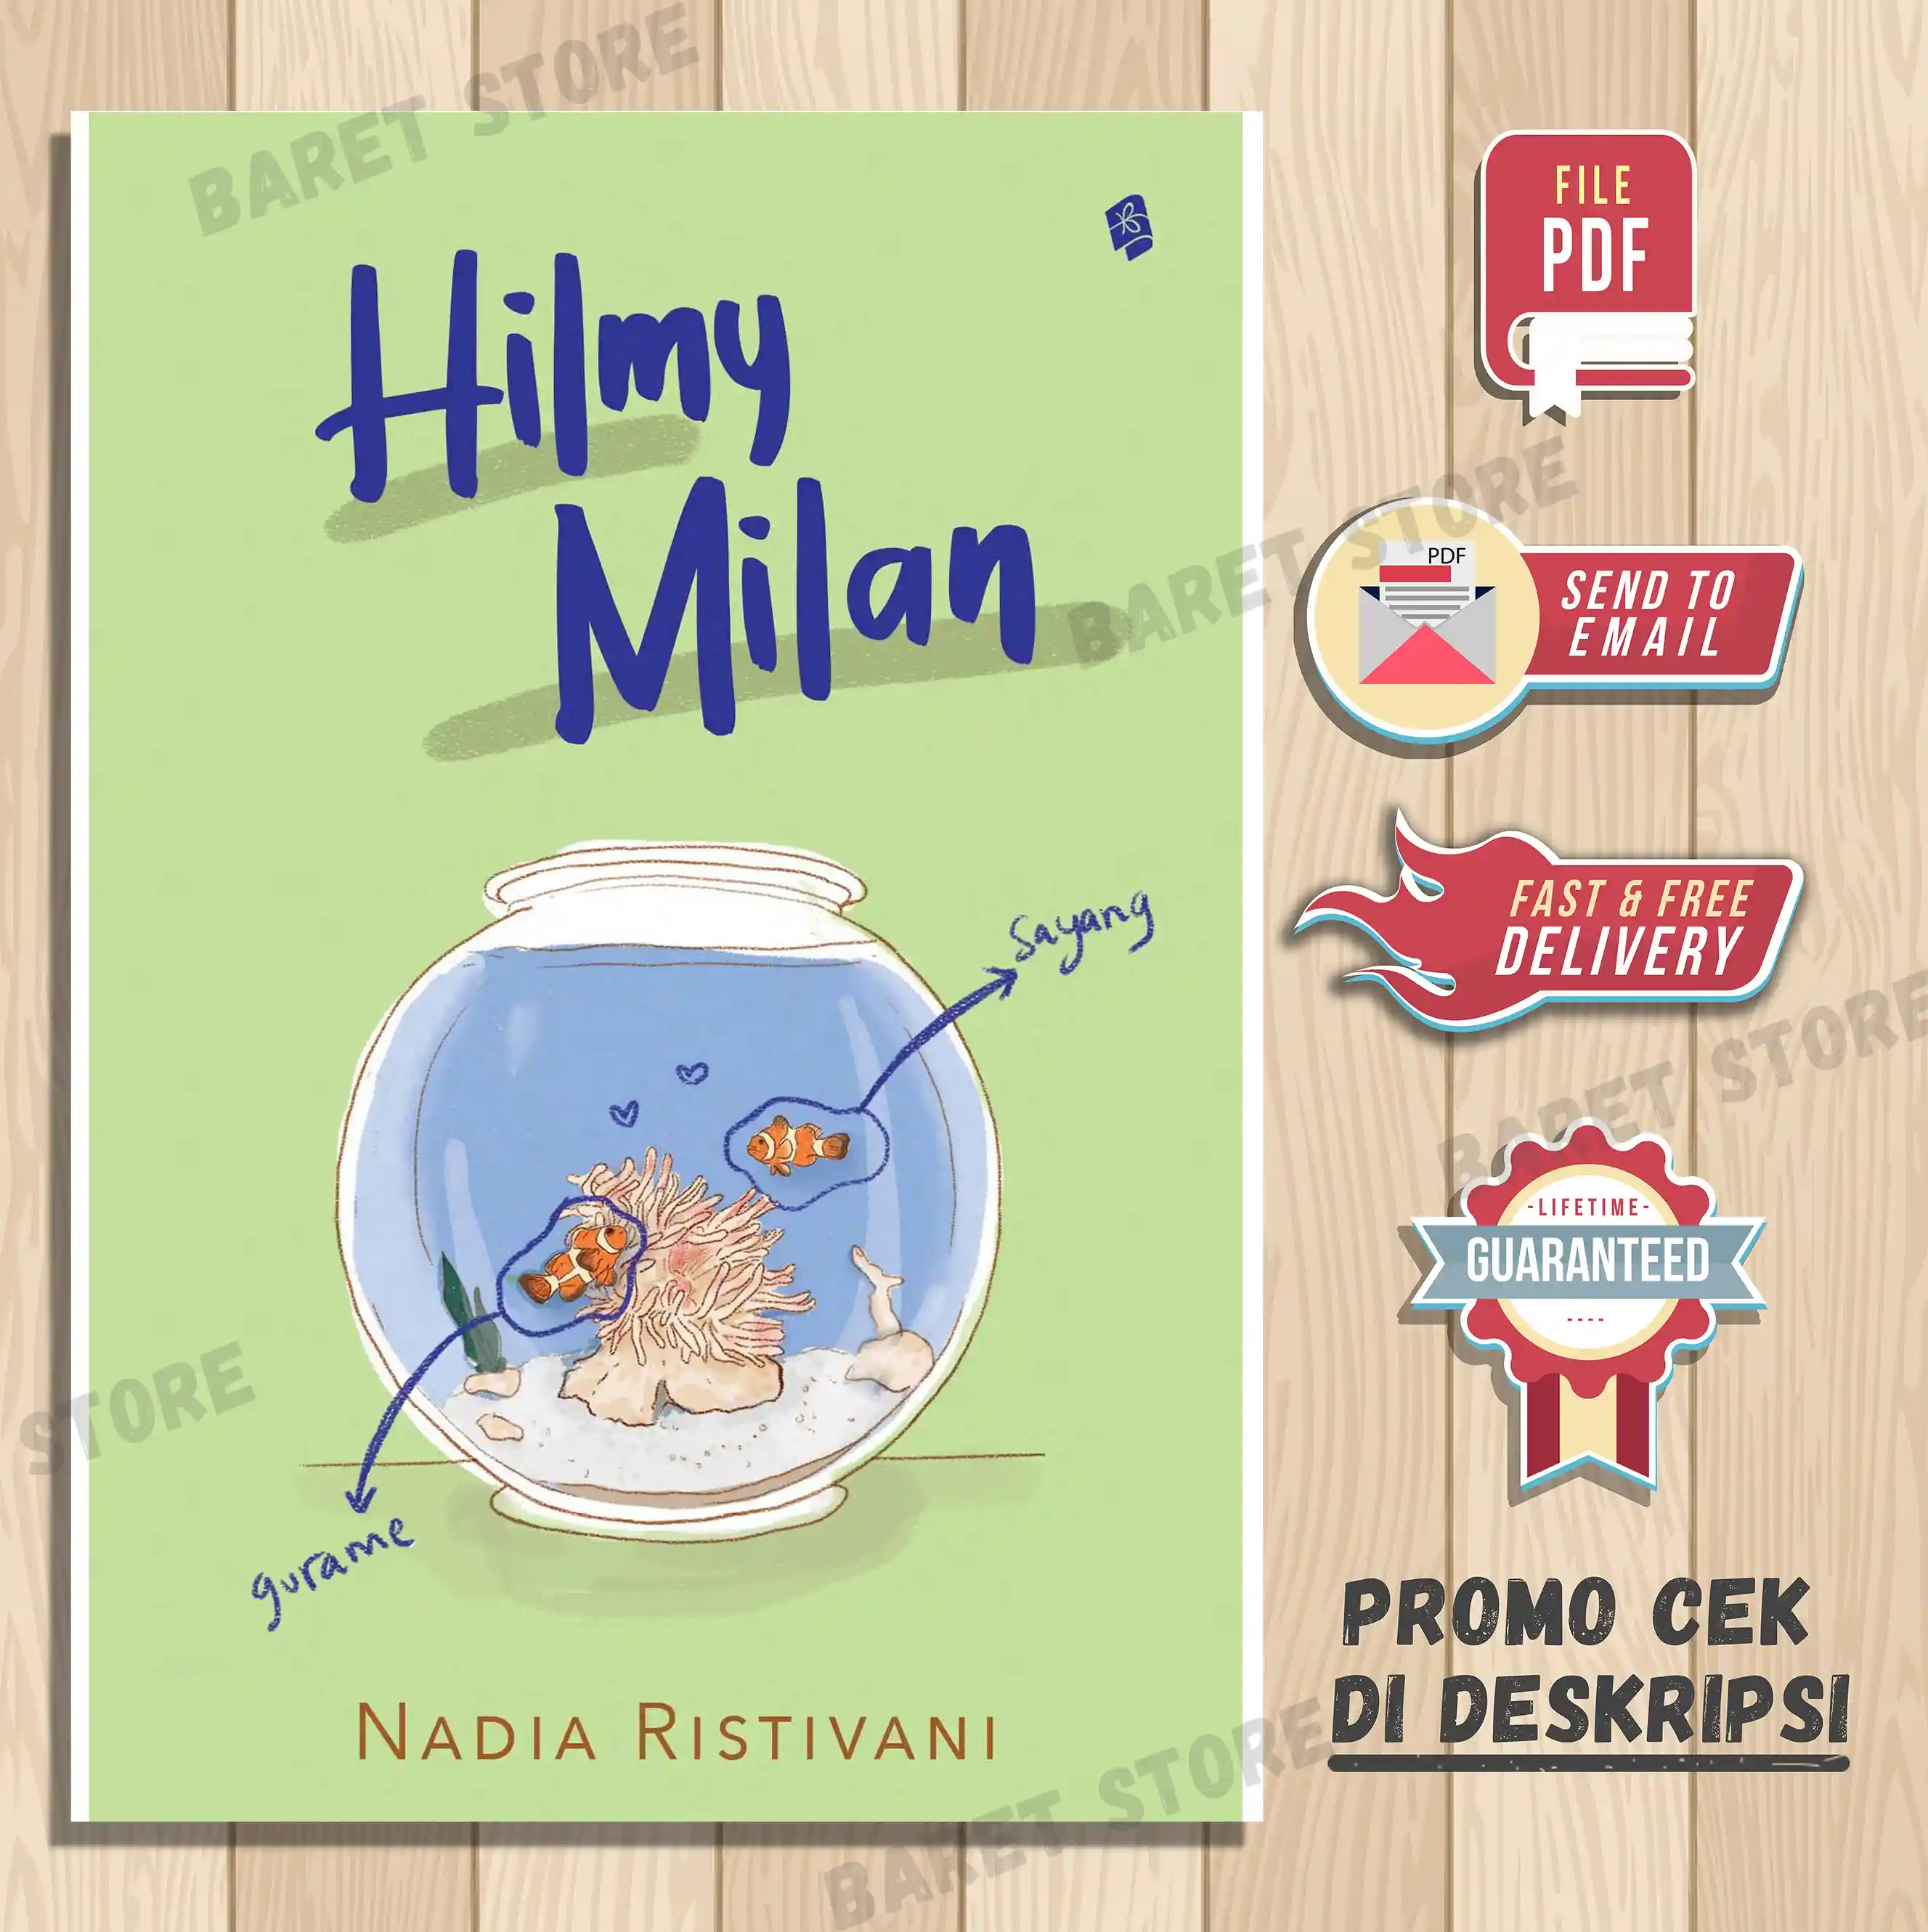 BARET STORE
Hilmy
Milan
Sayang
gurame
NADIA RISTIVANI
FILE
PDF
BARET STORE
PDF
SEND TO
EMAIL
FAST & FREE
DELIVERY
BARET STORE
-LIFETIME-
GUARANTEED
----
STORE
PROMO CEK
DI DESKRIPSI
BARET STORE